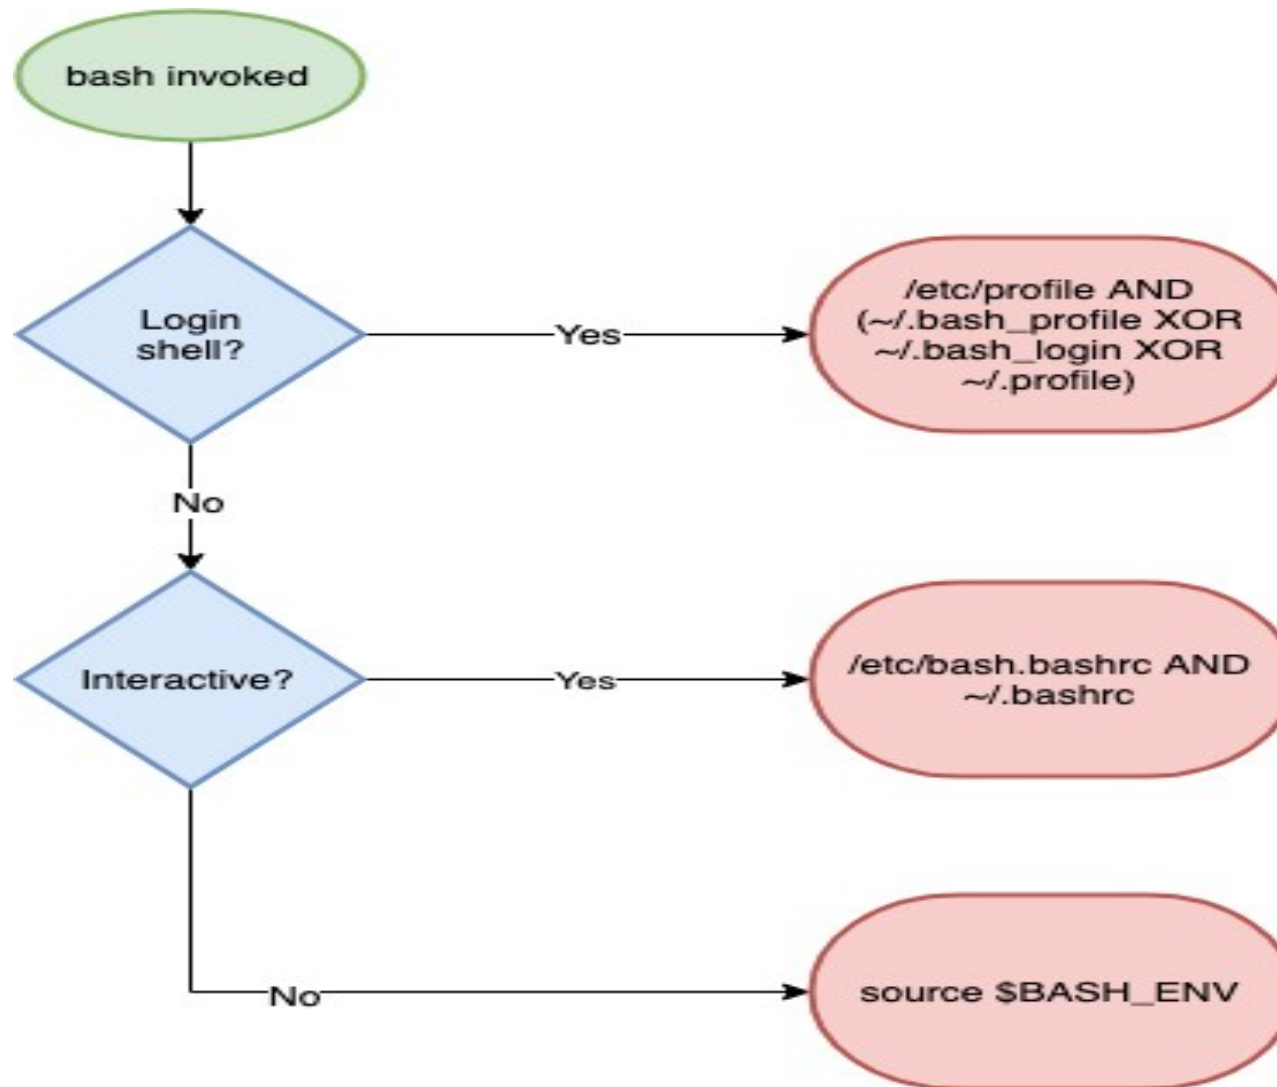 bash invoked
Login
shell?
Yes
/etc/profile AND
(~/.bash_profile XOR
~/.bash_login XOR
~/.profile)
No
Interactive?
Yes
/etc/bash.bashrc AND
~/.bashrc
No
source $BASH_ENV